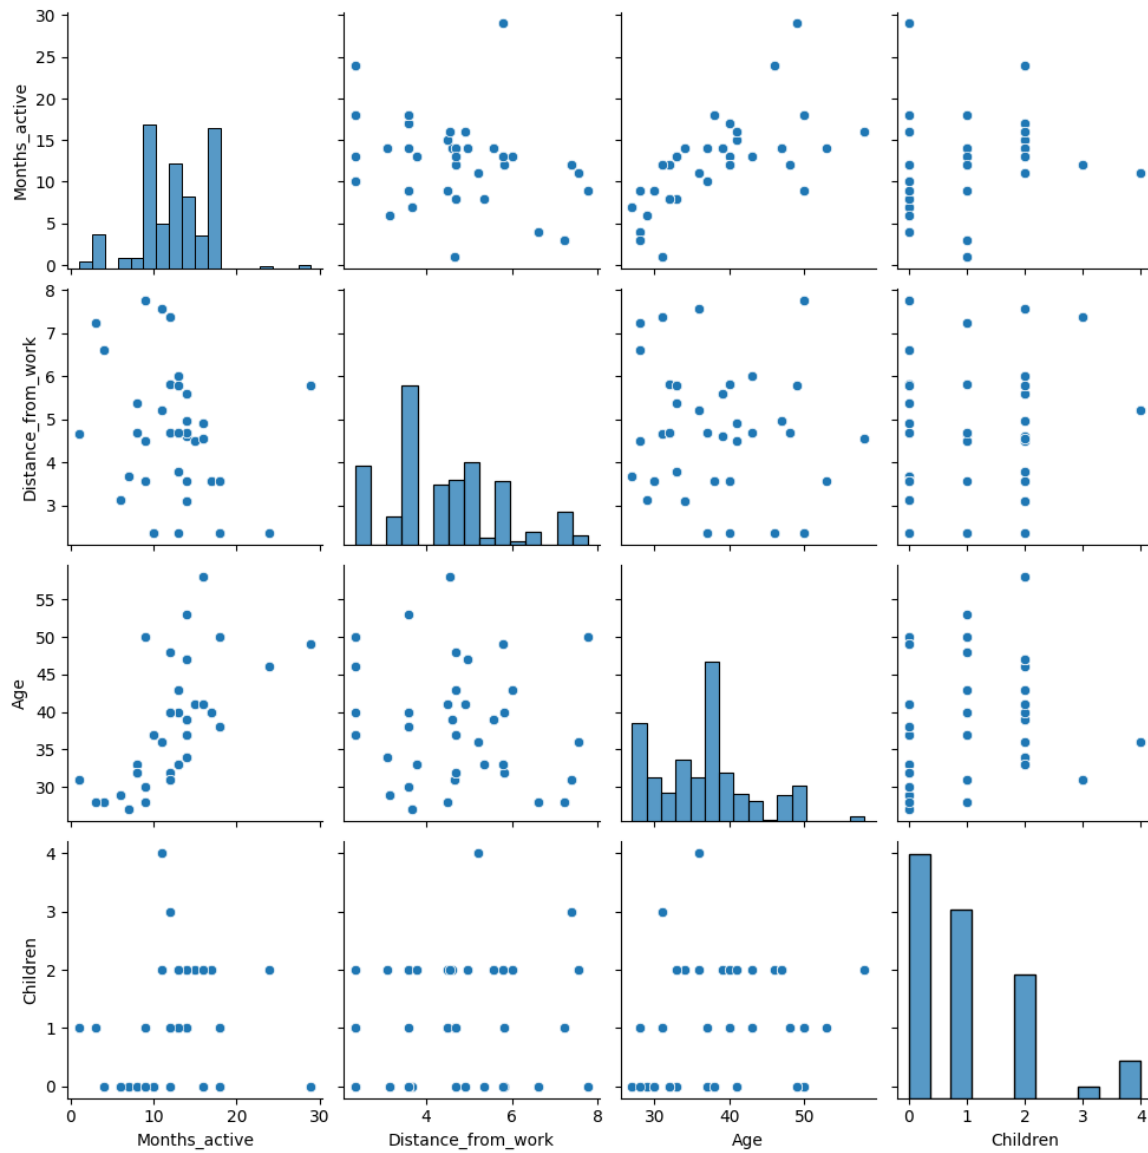 30
25
20
15
10
5
0
Months_active
8
7
6
5
4
3
Distance_from_work
55
50
45
40
35
30
Age
4
3
2
1
0
Children
0 10 20 30
4 6 8
30 40 50
0 1 2 3 4
Months_active Distance_from_work Age Children